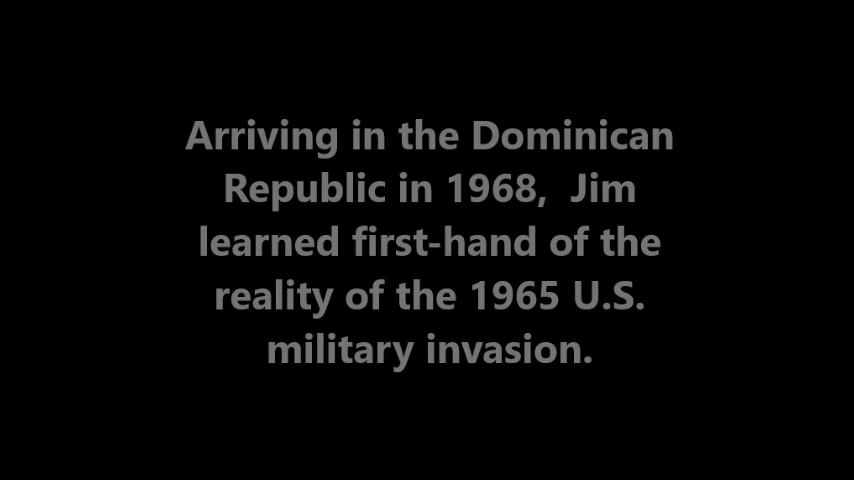 Arriving in the Dominican
Republic in 1968,  Jim
learned first-hand of the
reality of the 1965 U.S.
military invasion.